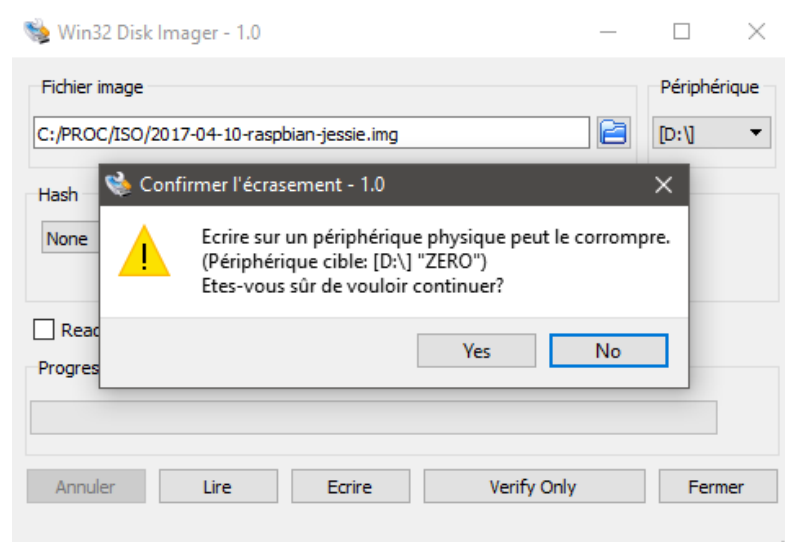 Win32 Disk Imager - 1.0
Fichier image
Périphérique
C:/PROC/ISO/2017-04-10-raspbian-jessie.img
[D:\]
Confirmer l'écrasement - 1.0
Hash
None
Ecrire sur un périphérique physique peut le corrompre.
(Périphérique cible: [D:\] "ZERO")
Etes-vous sûr de vouloir continuer?
Yes
No
Read
Progres
Annuler
Lire
Ecrire
Verify Only
Fermer